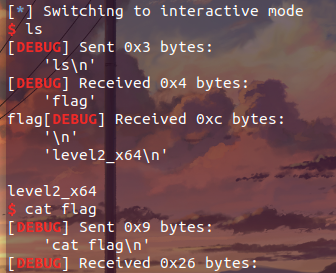 [*] Switching to interactive mode
$ ls
[DEBUG] Sent 0x3 bytes:
    'ls\n'
[DEBUG] Received 0x4 bytes:
    'flag'
flag[DEBUG] Received 0xc bytes:
    '\n'
    'level2_x64\n'

level2_x64
$ cat flag
[DEBUG] Sent 0x9 bytes:
    'cat flag\n'
[DEBUG] Received 0x26 bytes: